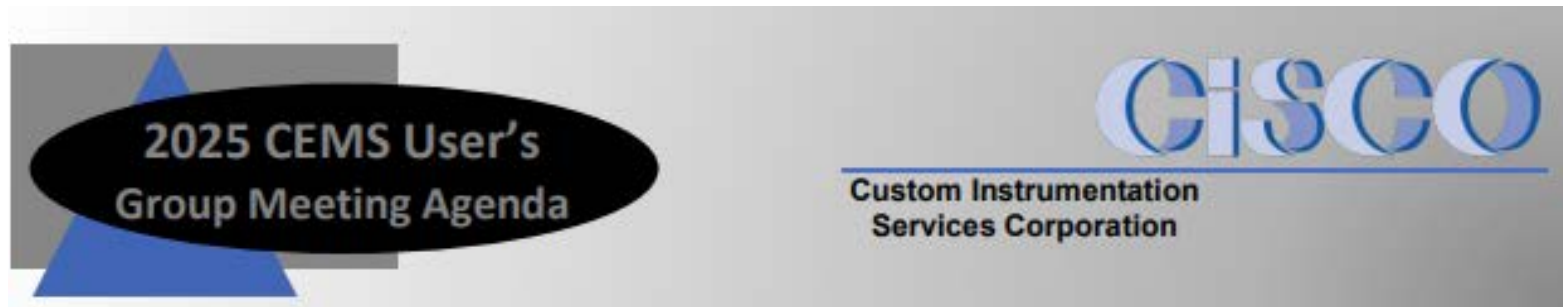 2025 CEMS User's
Group Meeting Agenda
CiSCO
Custom Instrumentation
Services Corporation